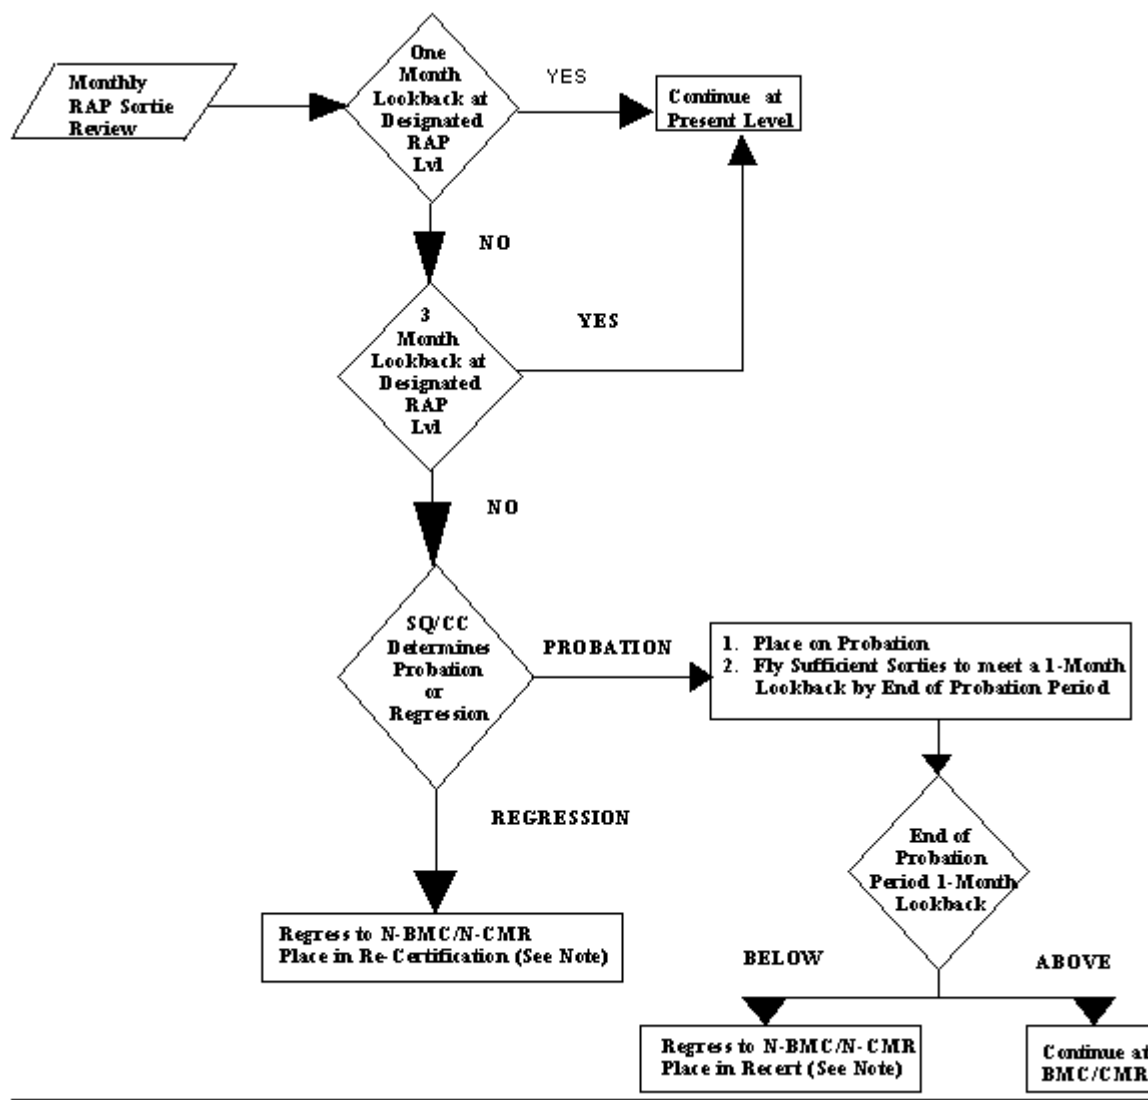 One
Month
Lookback at
Designated
RAP
Lvl
Monthly
RAP Sortie
Review
YES
Continue at
Present Level
NO
3
Month
Lookback at
Designated
RAP
Lvl
YES
NO
SQ/CC
Determines
Probation
or
Regression
PROBATION
1. Place on Probation
2. Fly Sufficient Sorties to meet a 1-Month
Lookback by End of Probation Period
REGRESSION
End of
Probation
Period 1-Month
Lookback
Regress to N-BMC/N-CMR
Place in Re-Certification (See Note)
BELOW
ABOVE
Regress to N-BMC/N-CMR
Place in Recert (See Note)
Continue at
BMC/CMR